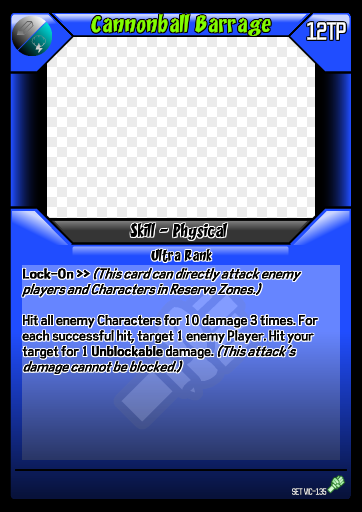 Cannonball Barrage
12TP
Skill - Physical
Ultra Rank
Lock-On >> (This card can directly attack enemy
players and Characters in Reserve Zones.)
Hit all enemy Characters for 10 damage 3 times. For
each successful hit, target 1 enemy Player. Hit your
target for 1 Unblockable damage. (This attack's
damage cannot be blocked.)
SET VIC-135